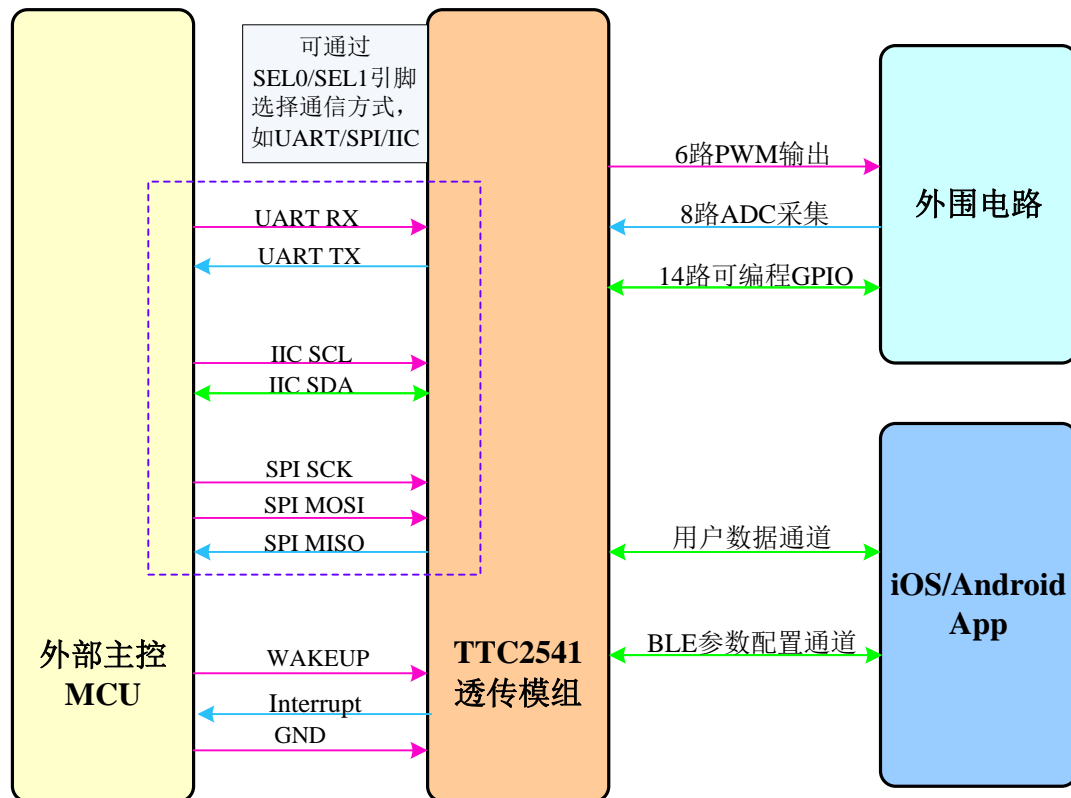 可通过
SEL0/SEL1引脚
选择通信方式,
如UART/SPI/IIC
UART RX
UART TX
IIC SCL
IIC SDA
SPI SCK
SPI MOSI
SPI MISO
WAKEUP
Interrupt
GND
外部主控
MCU
TTC2541
透传模组
6路PWM输出
8路ADC采集
14路可编程GPIO
外围电路
用户数据通道
BLE参数配置通道
iOS/Android
App